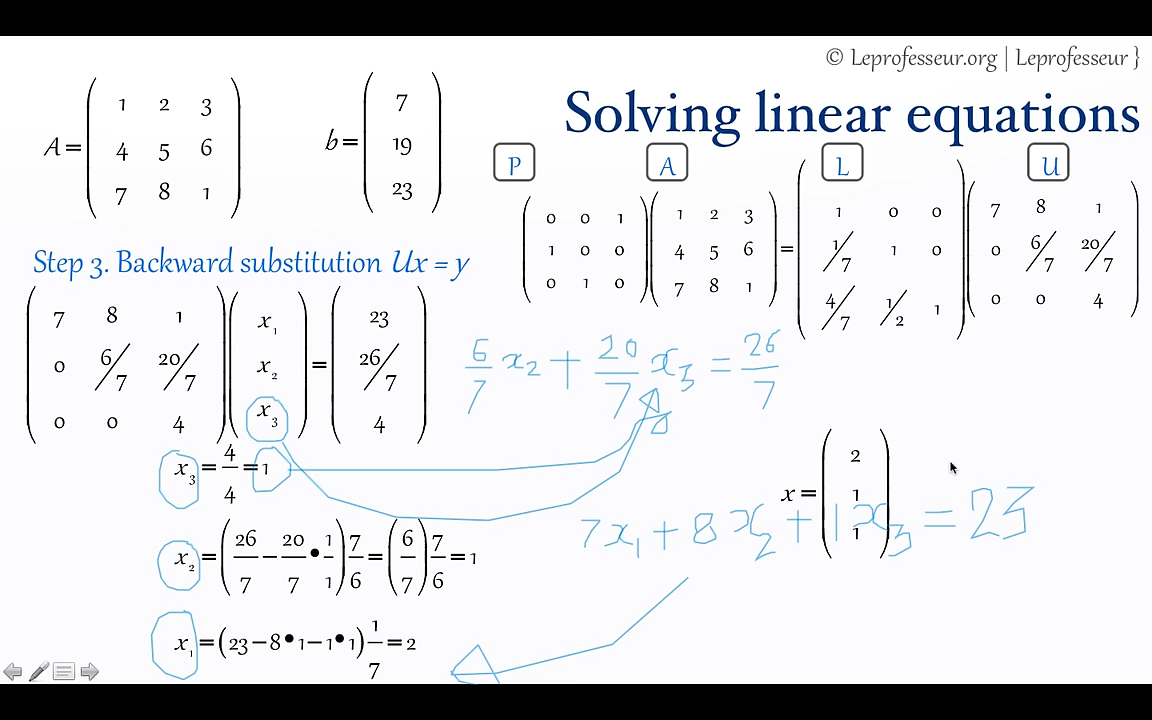 © Leprofesseur.org | Leprofesseur }
Solving linear equations
A = ( 1 2 3
4 5 6
7 8 1 )
b = ( 7
19
23 )
P A L U
( 0 0 1
1 0 0
0 1 0 )
( 1 2 3
4 5 6
7 8 1 )
=
( 1 0 0
1/7 1 0
4/7 1/2 1 )
( 7 8 1
0 6/7 20/7
0 0 4 )
Step 3. Backward substitution Ux = y
( 7 8 1
0 6/7 20/7
0 0 4 )
( x₁
x₂
x₃ )
=
( 23
26/7
4 )
6/7 x₂ + 20/7 x₃ = 26/7
x₃ = 4/4 = 1
x = ( 2
1
1 )
7x₁ + 8x₂ + 1x₃ = 23
x₂ = ( 26/7 − 20/7 • 1/1 ) 7/6 = ( 6/7 ) 7/6 = 1
x₁ = (23 − 8 • 1 − 1 • 1) 1/7 = 2